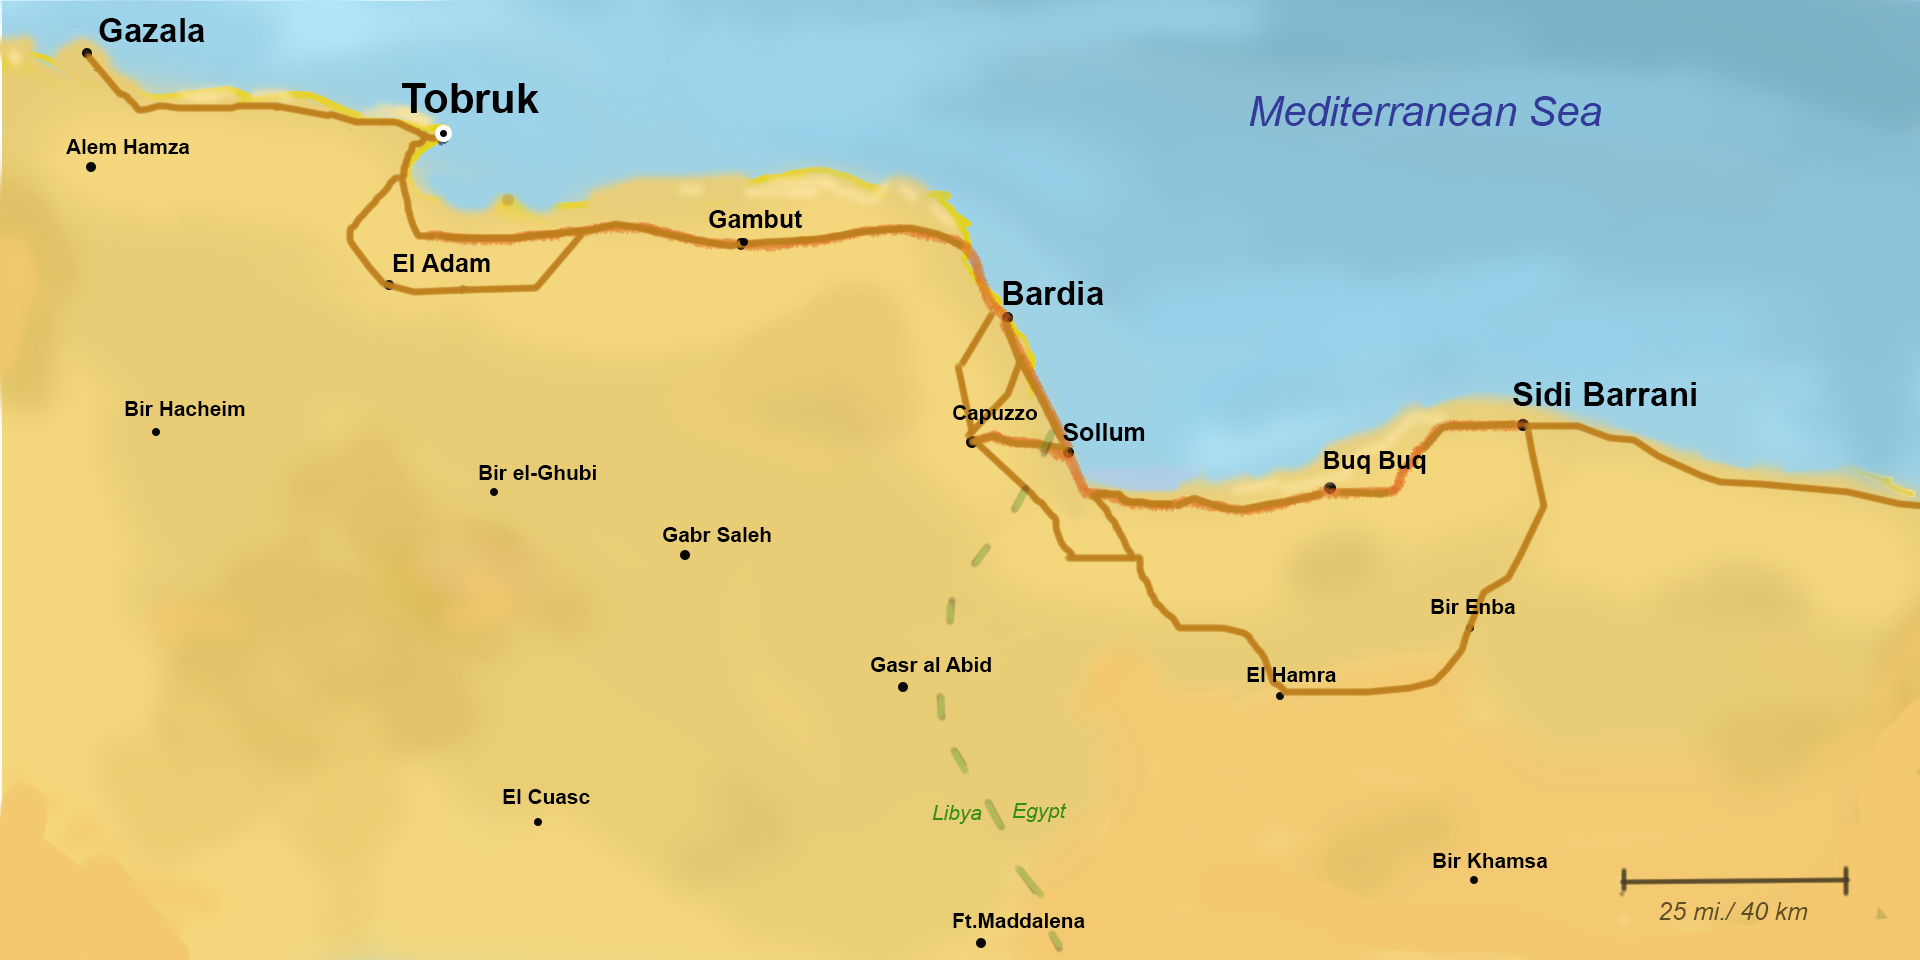 Gazala
Tobruk
Mediterranean Sea
Alem Hamza
Gambut
El Adam
Bardia
Sidi Barrani
Bir Hacheim
Capuzzo
Sollum
Buq Buq
Bir el-Ghubi
Gabr Saleh
Bir Enba
Gasr al Abid
El Hamra
El Cuasc
Libya
Egypt
Bir Khamsa
25 mi./ 40 km
Ft.Maddalena